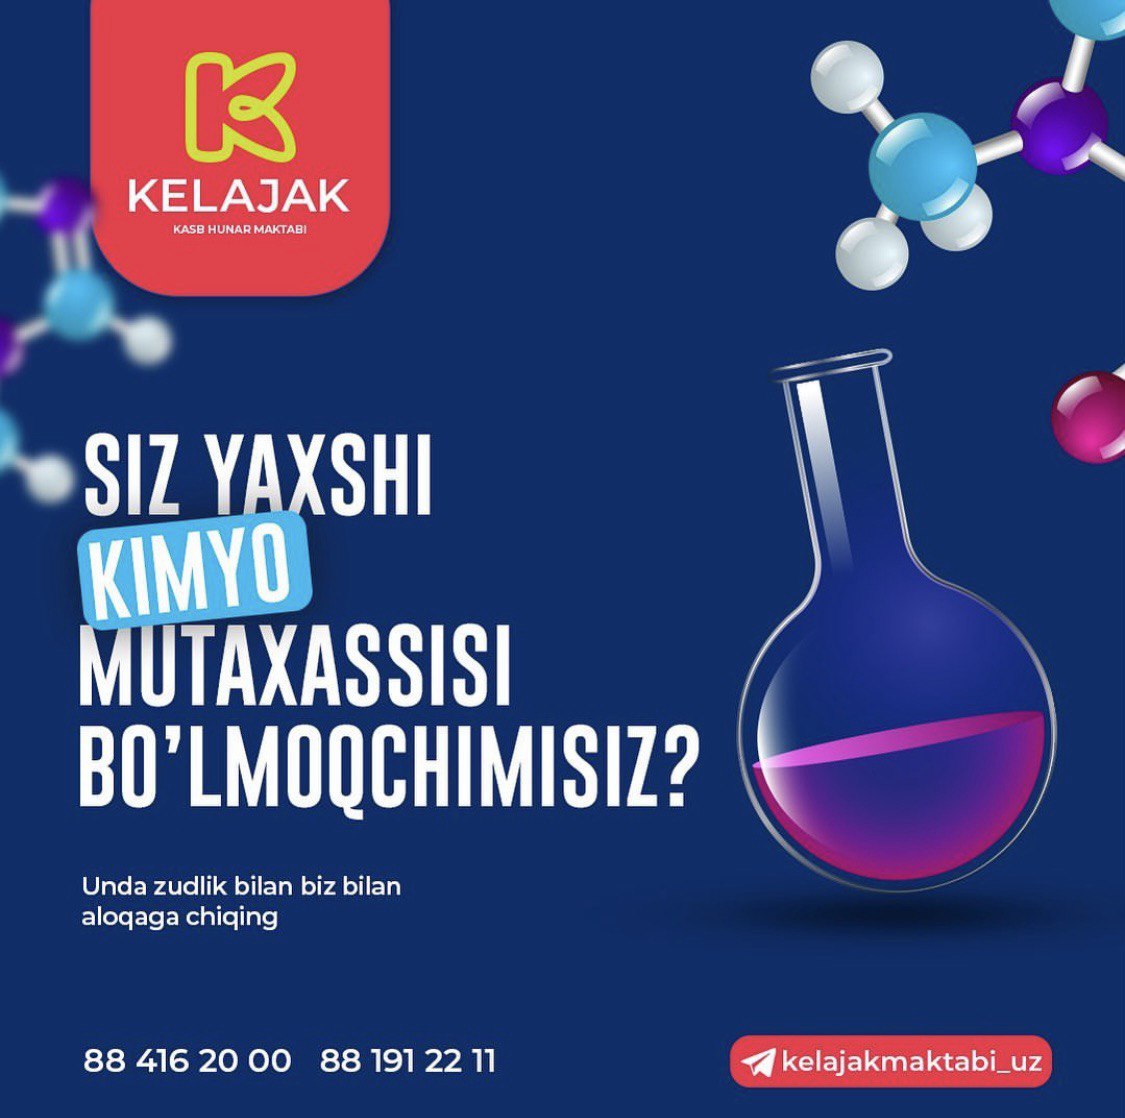 KELAJAK
KASB HUNAR MAKTABI
SIZ YAXSHI
KIMYO
MUTAXASSISI
BO’LMOQCHIMISIZ?
Unda zudlik bilan biz bilan
aloqaga chiqing
88 416 20 00 88 191 22 11
kelajakmaktabi_uz